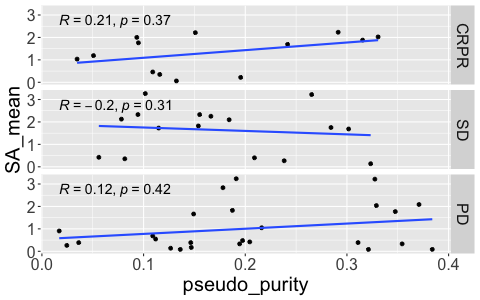 R = 0.21, p = 0.37
3
2
1
0
CRPR
R = −0.2, p = 0.31
3
2
1
0
SD
SA_mean
R = 0.12, p = 0.42
3
2
1
0
PD
0.0 0.1 0.2 0.3 0.4
pseudo_purity